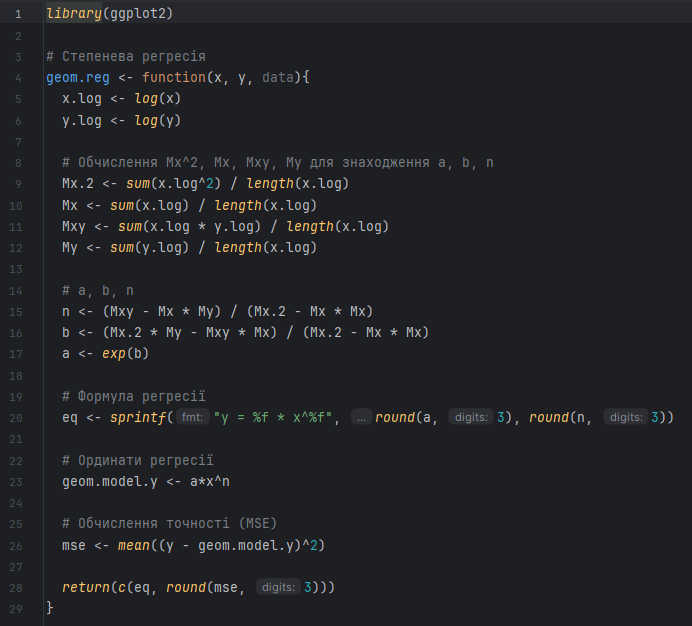 1 library(ggplot2)
2
3 # Степенева регресія
4 geom.reg <- function(x, y, data){
5   x.log <- log(x)
6   y.log <- log(y)
7
8   # Обчислення Mx^2, Mx, Mxy, My для знаходження a, b, n
9   Mx.2 <- sum(x.log^2) / length(x.log)
10   Mx <- sum(x.log) / length(x.log)
11   Mxy <- sum(x.log * y.log) / length(x.log)
12   My <- sum(y.log) / length(x.log)
13
14   # a, b, n
15   n <- (Mxy - Mx * My) / (Mx.2 - Mx * Mx)
16   b <- (Mx.2 * My - Mxy * Mx) / (Mx.2 - Mx * Mx)
17   a <- exp(b)
18
19   # Формула регресії
20   eq <- sprintf( fmt: "y = %f * x^%f", ... round(a, digits: 3), round(n, digits: 3))
21
22   # Ординати регресії
23   geom.model.y <- a*x^n
24
25   # Обчислення точності (MSE)
26   mse <- mean((y - geom.model.y)^2)
27
28   return(c(eq, round(mse, digits: 3)))
29 }